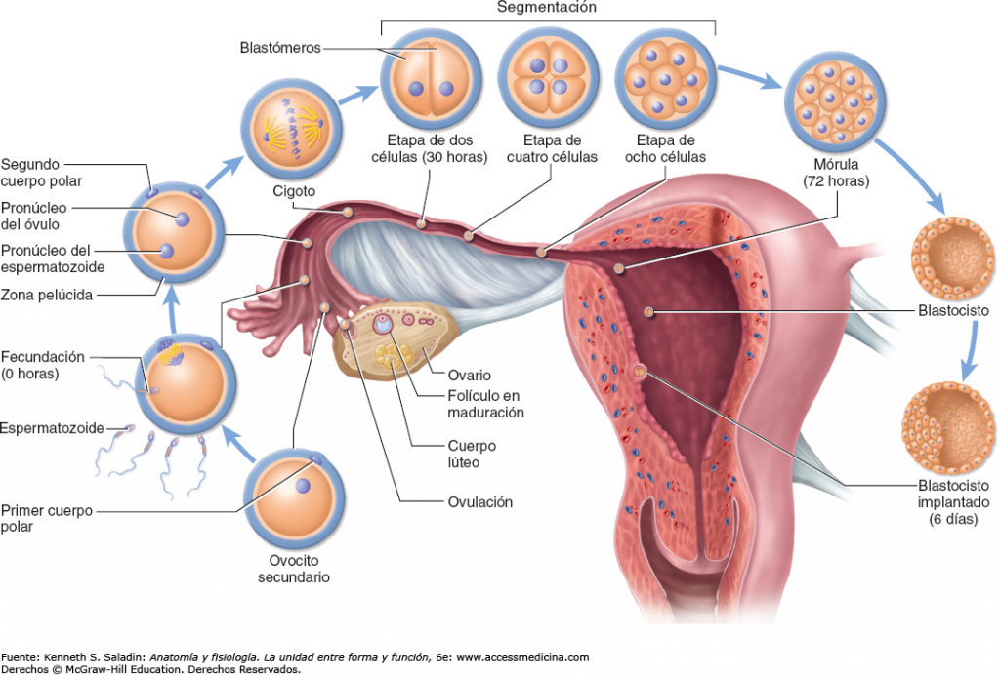 Segmentación
Blastómeros
Etapa de dos
células (30 horas)
Etapa de
cuatro células
Etapa de
ocho células
Mórula
(72 horas)
Cigoto
Segundo
cuerpo polar
Pronúcleo
del óvulo
Pronúcleo del
espermatozoide
Zona pelúcida
Fecundación
(0 horas)
Espermatozoide
Primer cuerpo
polar
Ovocito
secundario
Ovario
Folículo en
maduración
Cuerpo
lúteo
Ovulación
Blastocisto
Blastocisto
implantado
(6 días)
Fuente: Kenneth S. Saladin: Anatomía y fisiología. La unidad entre forma y función, 6e: www.accessmedicina.com
Derechos © McGraw-Hill Education. Derechos Reservados.